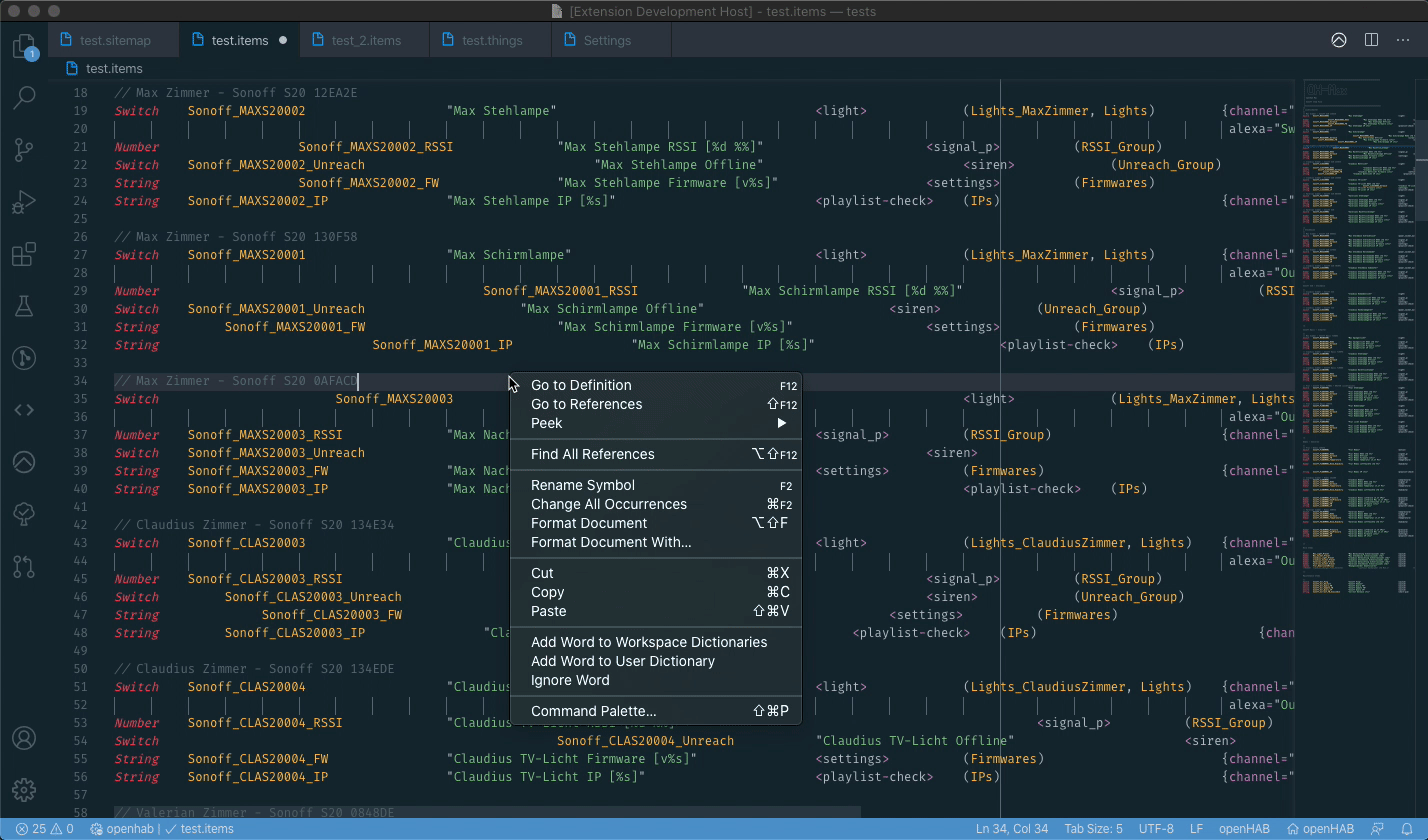 [Extension Development Host] - test.items — tests
test.sitemap test.items test_2.items test.things Settings
1
test.items
18 // Max Zimmer - Sonoff S20 12EA2E
19 Switch Sonoff_MAXS20002 "Max Stehlampe" <light> (Lights_MaxZimmer, Lights) {channel="
20 alexa="Sw
21 Number Sonoff_MAXS20002_RSSI "Max Stehlampe RSSI [%d %%]" <signal_p> (RSSI_Group)
22 Switch Sonoff_MAXS20002_Unreach "Max Stehlampe Offline" <siren> (Unreach_Group)
23 String Sonoff_MAXS20002_FW "Max Stehlampe Firmware [v%s]" <settings> (Firmwares)
24 String Sonoff_MAXS20002_IP "Max Stehlampe IP [%s]" <playlist-check> (IPs) {channel="
25
26 // Max Zimmer - Sonoff S20 130F58
27 Switch Sonoff_MAXS20001 "Max Schirmlampe" <light> (Lights_MaxZimmer, Lights) {channel="
28 alexa="Ou
29 Number Sonoff_MAXS20001_RSSI "Max Schirmlampe RSSI [%d %%]" <signal_p> (RSSI
30 Switch Sonoff_MAXS20001_Unreach "Max Schirmlampe Offline" <siren> (Unreach_Group)
31 String Sonoff_MAXS20001_FW "Max Schirmlampe Firmware [v%s]" <settings> (Firmwares)
32 String Sonoff_MAXS20001_IP "Max Schirmlampe IP [%s]" <playlist-check> (IPs)
33
34 // Max Zimmer - Sonoff S20 0AFACD
35 Switch Sonoff_MAXS20003 <light> (Lights_MaxZimmer, Lights
36 alexa="Ou
37 Number Sonoff_MAXS20003_RSSI "Max Nach <signal_p> (RSSI_Group) {channel="
38 Switch Sonoff_MAXS20003_Unreach <siren> (Unreach_Group)
39 String Sonoff_MAXS20003_FW "Max Nach <settings> (Firmwares) {channel="
40 String Sonoff_MAXS20003_IP "Max Nach <playlist-check> (IPs)
41
42 // Claudius Zimmer - Sonoff S20 134E34
43 Switch Sonoff_CLAS20003 "Claudius <light> (Lights_ClaudiusZimmer, Lights) {channel="
44 alexa="Ou
45 Number Sonoff_CLAS20003_RSSI <signal_p> (RSSI_Group)
46 Switch Sonoff_CLAS20003_Unreach <siren> (Unreach_Group)
47 String Sonoff_CLAS20003_FW <settings> (Firmwares)
48 String Sonoff_CLAS20003_IP "Cla <playlist-check> (IPs) {chan
49
50 // Claudius Zimmer - Sonoff S20 134EDE
51 Switch Sonoff_CLAS20004 "Claudius <light> (Lights_ClaudiusZimmer, Lights) {channel="
52 alexa="Ou
53 Number Sonoff_CLAS20004_RSSI "Claudius <signal_p> (RSSI_Group)
54 Switch Sonoff_CLAS20004_Unreach "Claudius TV-Licht Offline" <siren>
55 String Sonoff_CLAS20004_FW "Claudius TV-Licht Firmware [v%s]" <settings> (Firmwares) {channel="
56 String Sonoff_CLAS20004_IP "Claudius TV-Licht IP [%s]" <playlist-check> (IPs) {channel="
57
58 // Valerian Zimmer - Sonoff S20 0848DE
Go to Definition F12
Go to References ⇧F12
Peek ▶
Find All References ⌥⇧F12
Rename Symbol F2
Change All Occurrences ⌘F2
Format Document ⌥⇧F
Format Document With...
Cut ⌘X
Copy ⌘C
Paste ⇧⌘V
Add Word to Workspace Dictionaries
Add Word to User Dictionary
Ignore Word
Command Palette... ⇧⌘P
25 0 openhab | ✓ test.items Ln 34, Col 34 Tab Size: 5 UTF-8 LF openHAB openHAB